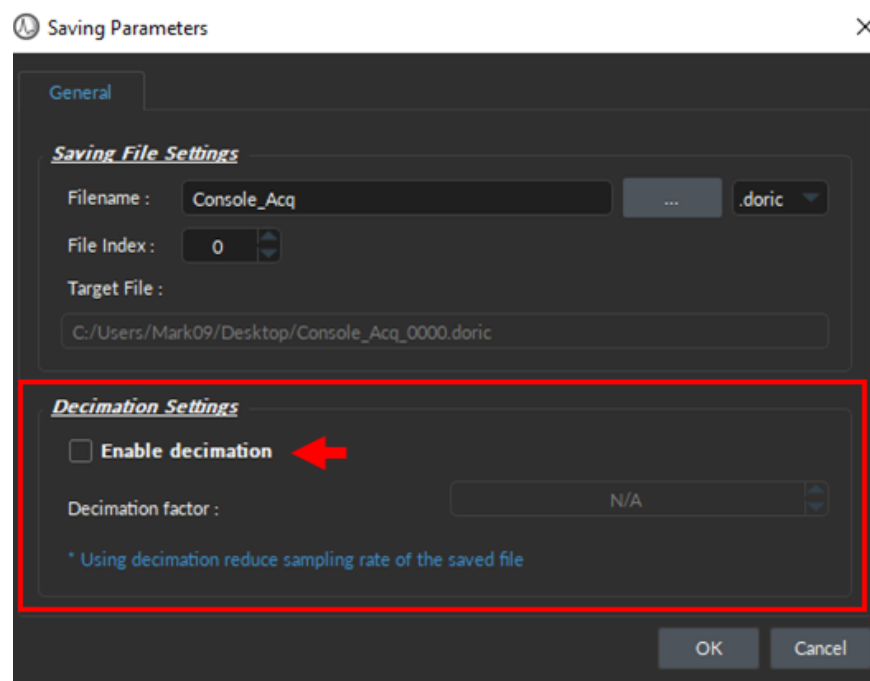 Saving Parameters
General
Saving File Settings
Filename : Console_Acq ... .doric
File Index : 0
Target File :
C:/Users/Mark09/Desktop/Console_Acq_0000.doric
Decimation Settings
Enable decimation
Decimation factor : N/A
* Using decimation reduce sampling rate of the saved file
OK Cancel